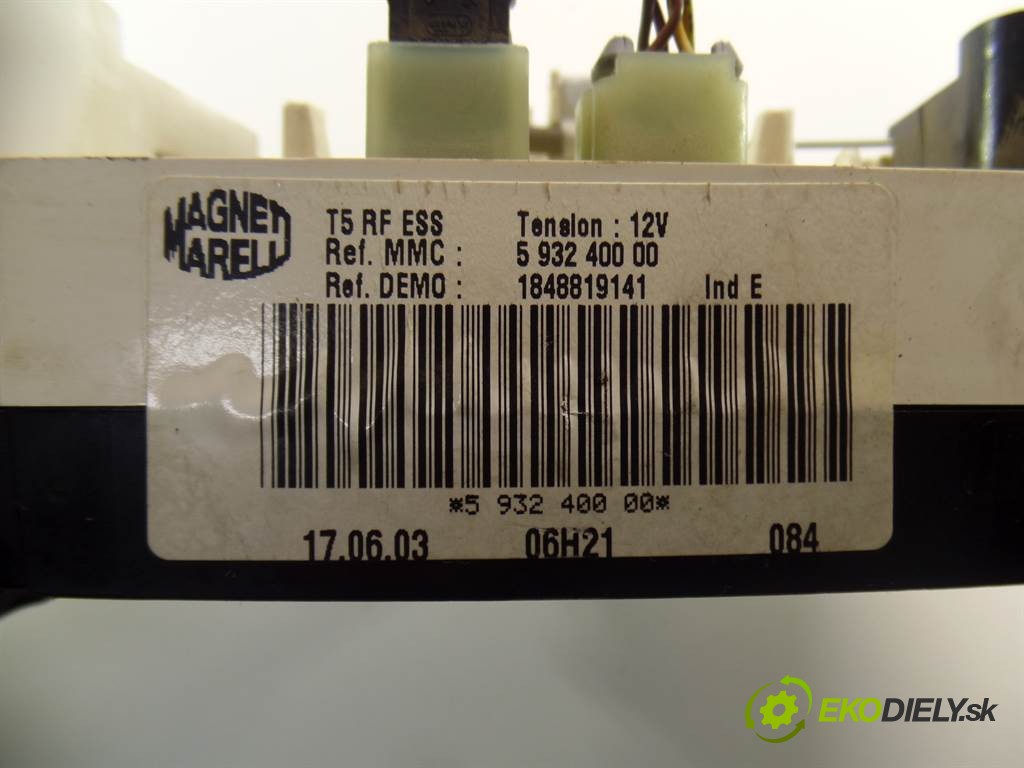 MAGNETI
MARELLI
T5 RF ESS Tension : 12V
Ref. MMC : 5 932 400 00
Ref. DEMO : 1848819141 Ind E
*5 932 400 00*
17.06.03 06H21 084
EKODIELY.sk